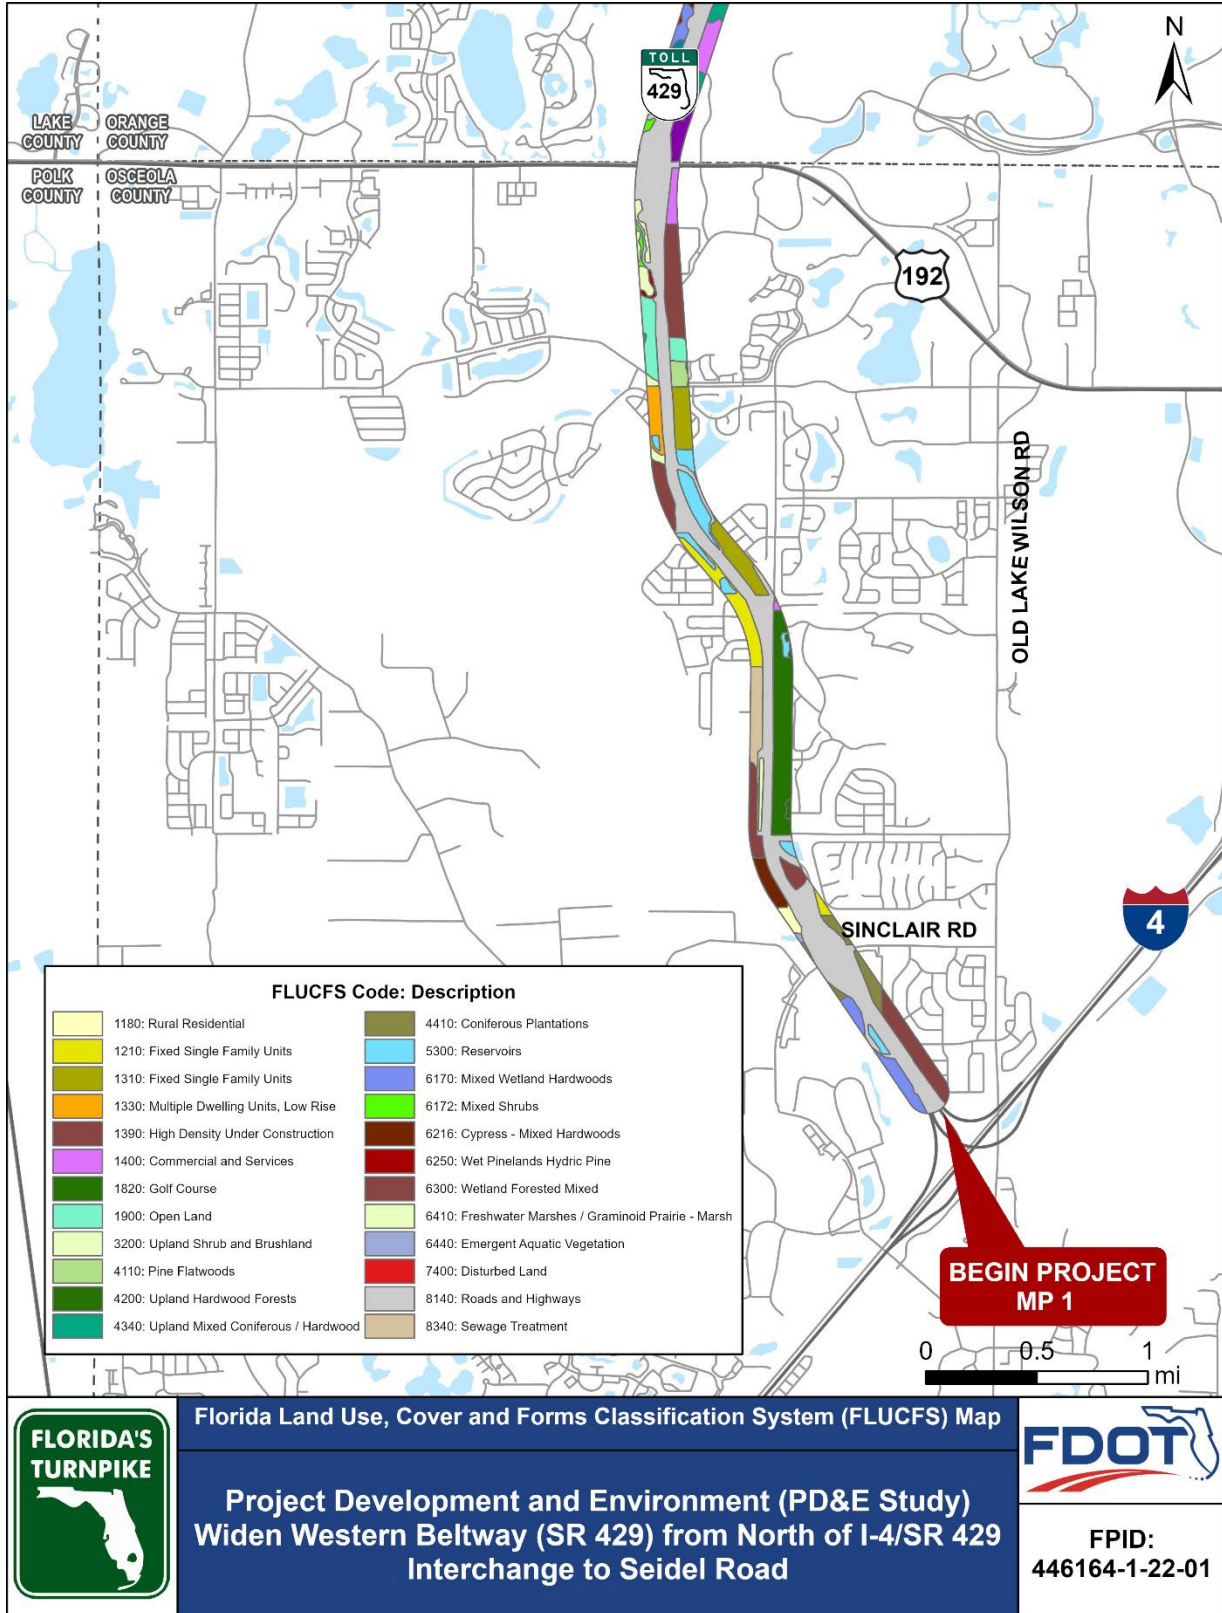 N
TOLL
429
LAKE COUNTY
ORANGE COUNTY
POLK COUNTY
OSCEOLA COUNTY
192
OLD LAKE WILSON RD
SINCLAIR RD
4
FLUCFS Code: Description
1180: Rural Residential
1210: Fixed Single Family Units
1310: Fixed Single Family Units
1330: Multiple Dwelling Units, Low Rise
1390: High Density Under Construction
1400: Commercial and Services
1820: Golf Course
1900: Open Land
3200: Upland Shrub and Brushland
4110: Pine Flatwoods
4200: Upland Hardwood Forests
4340: Upland Mixed Coniferous / Hardwood
4410: Coniferous Plantations
5300: Reservoirs
6170: Mixed Wetland Hardwoods
6172: Mixed Shrubs
6216: Cypress - Mixed Hardwoods
6250: Wet Pinelands Hydric Pine
6300: Wetland Forested Mixed
6410: Freshwater Marshes / Graminoid Prairie - Marsh
6440: Emergent Aquatic Vegetation
7400: Disturbed Land
8140: Roads and Highways
8340: Sewage Treatment
BEGIN PROJECT
MP 1
0 0.5 1
mi
FLORIDA'S
TURNPIKE
Florida Land Use, Cover and Forms Classification System (FLUCFS) Map
Project Development and Environment (PD&E Study)
Widen Western Beltway (SR 429) from North of I-4/SR 429
Interchange to Seidel Road
FDOT
FPID:
446164-1-22-01